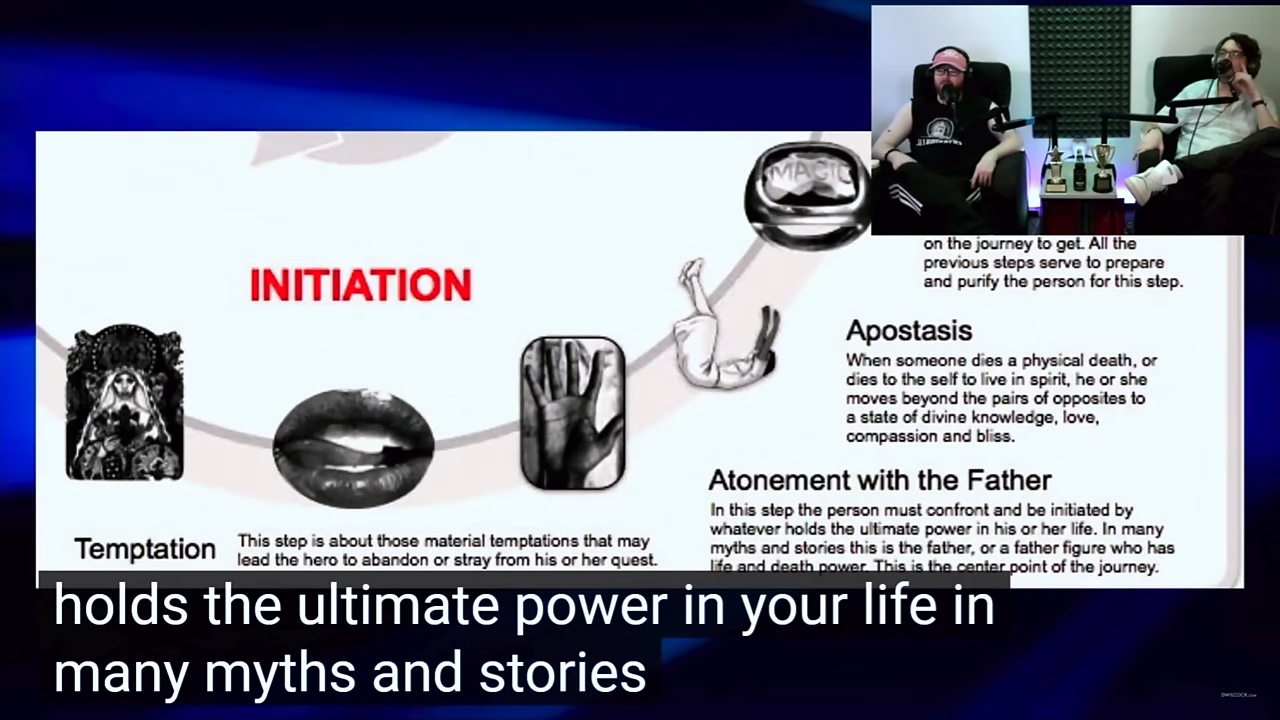 MAGIC
on the journey to get. All the
previous steps serve to prepare
and purify the person for this step.
INITIATION
Apostasis
When someone dies a physical death, or
dies to the self to live in spirit, he or she
moves beyond the pairs of opposites to
a state of divine knowledge, love,
compassion and bliss.
Atonement with the Father
In this step the person must confront and be initiated by
whatever holds the ultimate power in his or her life. In many
myths and stories this is the father, or a father figure who has
life and death power. This is the center point of the journey.
Temptation
This step is about those material temptations that may
lead the hero to abandon or stray from his or her quest.
holds the ultimate power in your life in
many myths and stories